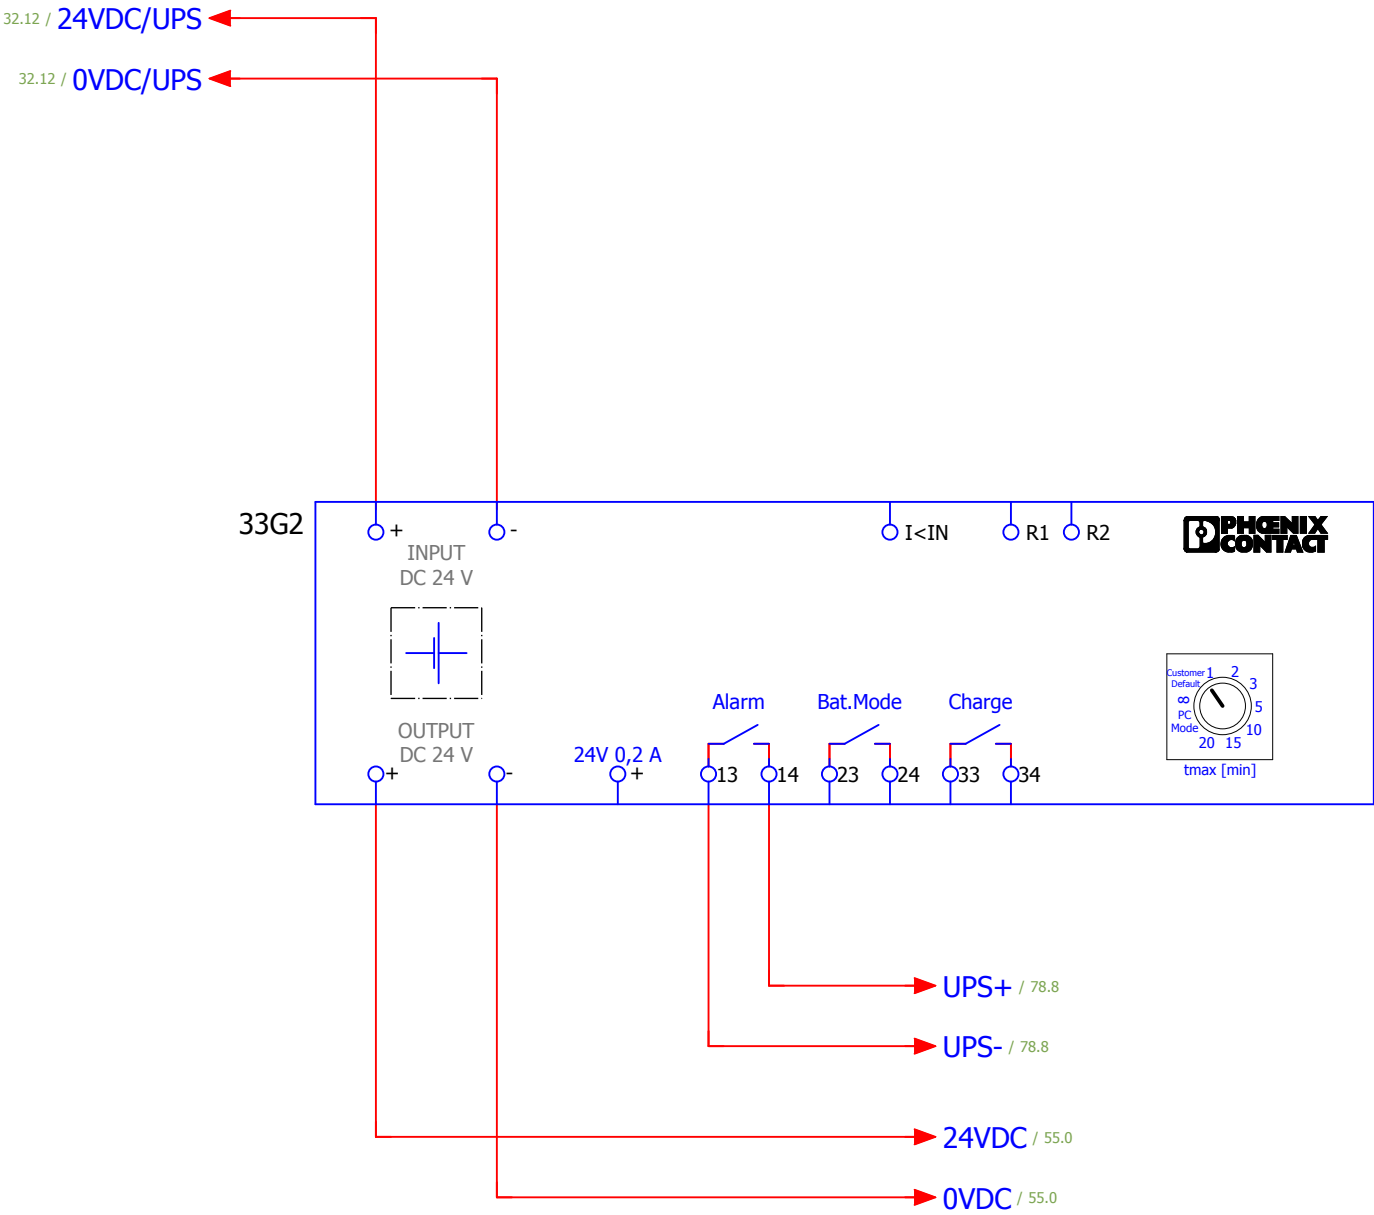 32.12 / 24VDC/UPS
32.12 / 0VDC/UPS
33G2
+
-
I<IN
R1
R2
PHŒNIX
CONTACT
INPUT
DC 24 V
OUTPUT
DC 24 V
+
-
24V 0,2 A
+
Alarm
Bat.Mode
Charge
13
14
23
24
33
34
Customer
Default
1
2
3
5
10
15
20
∞
PC
Mode
tmax [min]
UPS+ / 78.8
UPS- / 78.8
24VDC / 55.0
0VDC / 55.0